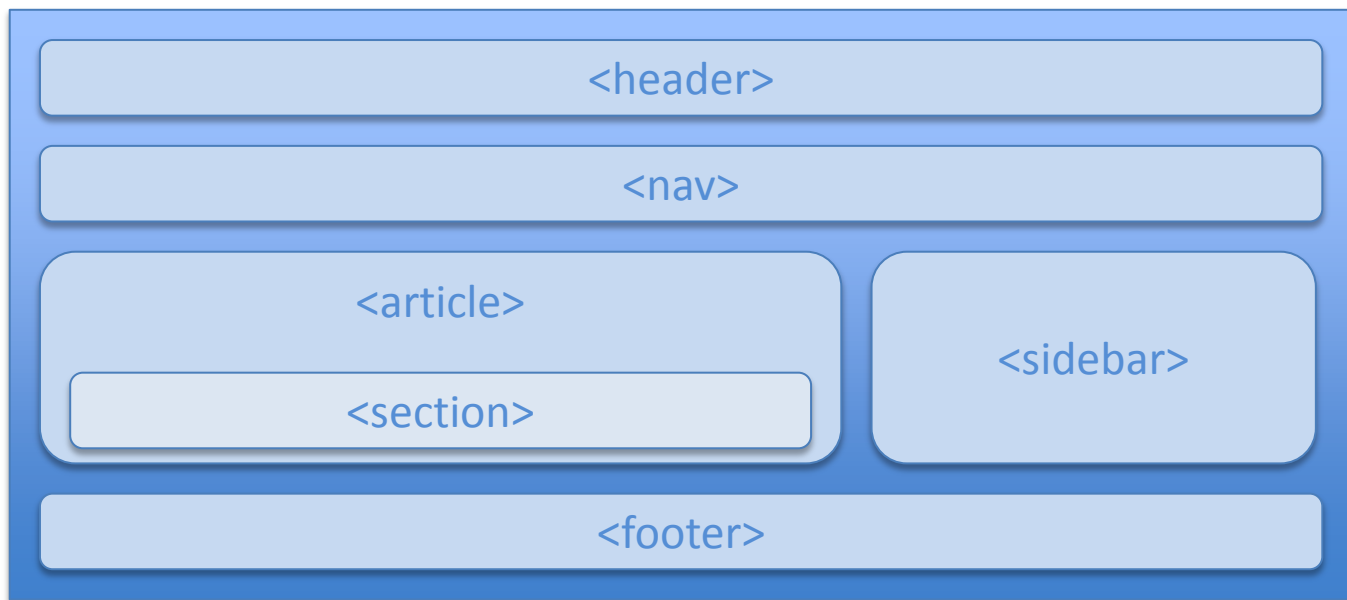 <header>
<nav>
<article>
<section>
<sidebar>
<footer>